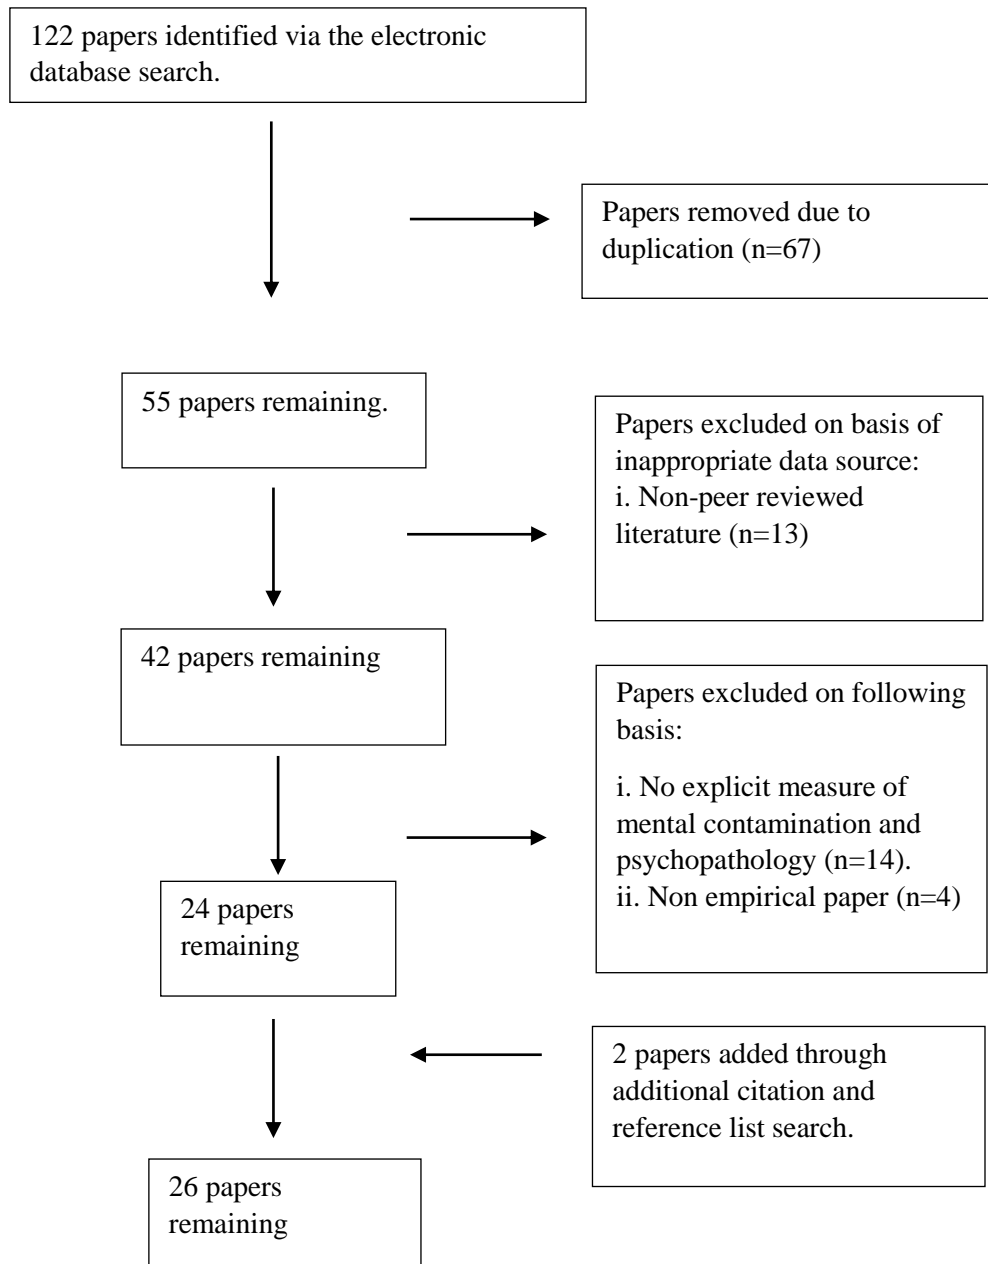 122 papers identified via the electronic
database search.
Papers removed due to
duplication (n=67)
55 papers remaining.
Papers excluded on basis of
inappropriate data source:
i. Non-peer reviewed
literature (n=13)
42 papers remaining
Papers excluded on following
basis:
i. No explicit measure of
mental contamination and
psychopathology (n=14).
ii. Non empirical paper (n=4)
24 papers
remaining
2 papers added through
additional citation and
reference list search.
26 papers
remaining